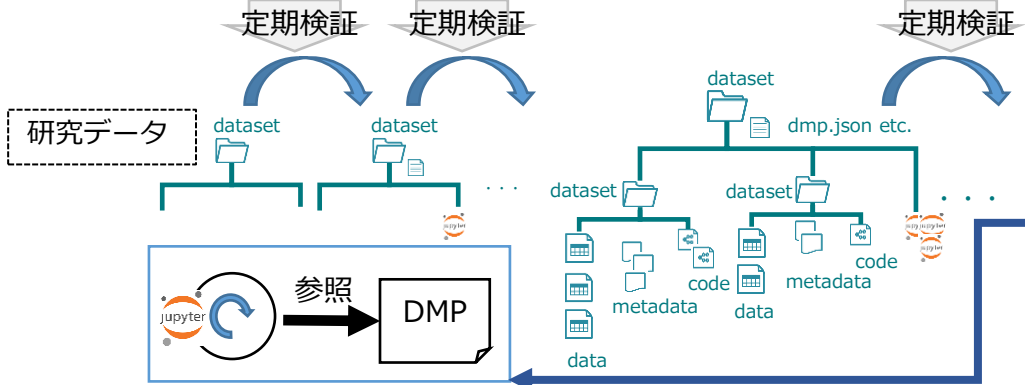 定期検証
定期検証
定期検証
dataset
研究データ
dataset
dataset
dmp.json etc.
. . .
dataset
dataset
. . .
jupyter
metadata
code
data
metadata
code
data
jupyter
参照
DMP